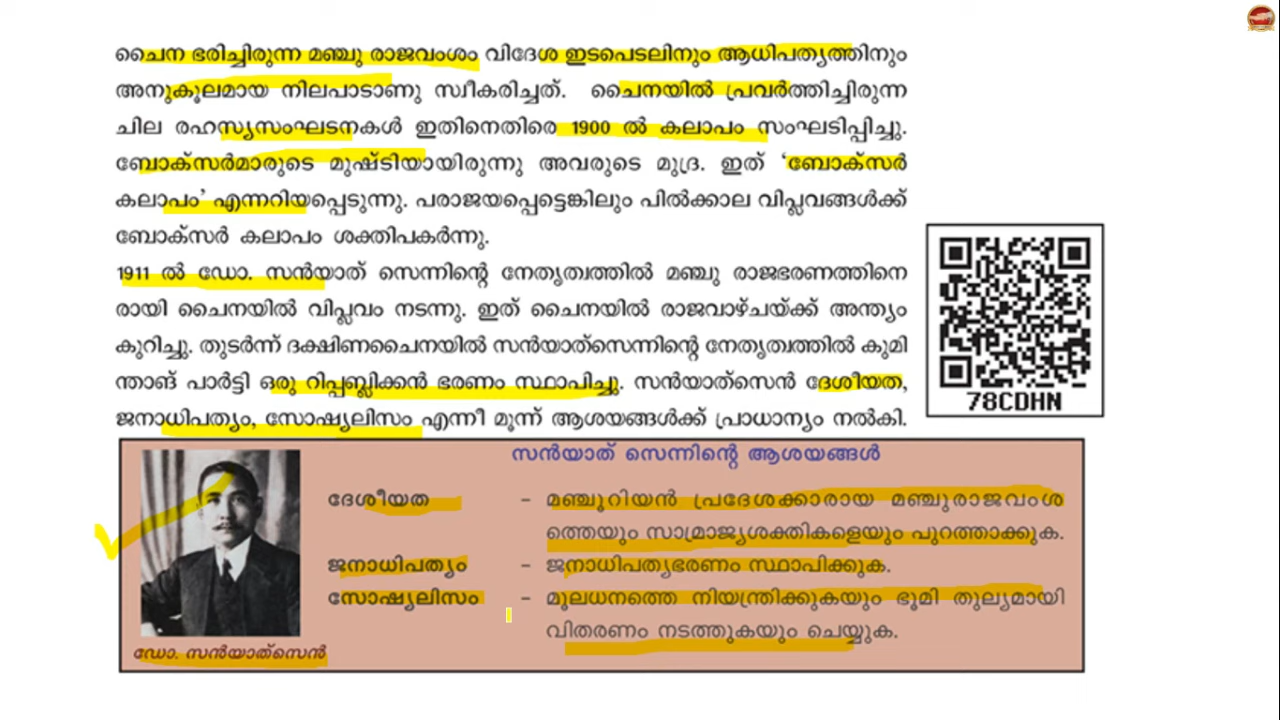 ചൈന ഭരിച്ചിരുന്ന മഞ്ചു രാജവംശം വിദേശ ഇടപെടലിനും ആധിപത്യത്തിനും
അനുകൂലമായ നിലപാടാണു സ്വീകരിച്ചത്. ചൈനയിൽ പ്രവർത്തിച്ചിരുന്ന
ചില രഹസ്യസംഘടനകൾ ഇതിനെതിരെ 1900 ൽ കലാപം സംഘടിപ്പിച്ചു.
ബോക്സർമാരുടെ മുഷ്ടിയായിരുന്നു അവരുടെ മുദ്ര. ഇത് ‘ബോക്സർ
കലാപം’ എന്നറിയപ്പെടുന്നു. പരാജയപ്പെട്ടെങ്കിലും പിൽക്കാല വിപ്ലവങ്ങൾക്ക്
ബോക്സർ കലാപം ശക്തിപകർന്നു.
1911 ൽ ഡോ. സൻയാത് സെന്നിന്റെ നേതൃത്വത്തിൽ മഞ്ചു രാജഭരണത്തിനെ
രായി ചൈനയിൽ വിപ്ലവം നടന്നു. ഇത് ചൈനയിൽ രാജവാഴ്ചയ്ക്ക് അന്ത്യം
കുറിച്ചു. തുടർന്ന് ദക്ഷിണചൈനയിൽ സൻയാത്സെന്നിന്റെ നേതൃത്വത്തിൽ കുമി
ന്താങ് പാർട്ടി ഒരു റിപ്പബ്ലിക്കൻ ഭരണം സ്ഥാപിച്ചു. സൻയാത്സെൻ ദേശീയത,
ജനാധിപത്യം, സോഷ്യലിസം എന്നീ മൂന്ന് ആശയങ്ങൾക്ക് പ്രാധാന്യം നൽകി.
78CDHN
സൻയാത് സെന്നിന്റെ ആശയങ്ങൾ
ദേശീയത – മഞ്ചൂറിയൻ പ്രദേശക്കാരായ മഞ്ചുരാജവംശ
ത്തെയും സാമ്രാജ്യശക്തികളെയും പുറത്താക്കുക.
ജനാധിപത്യം – ജനാധിപത്യഭരണം സ്ഥാപിക്കുക.
സോഷ്യലിസം – മൂലധനത്തെ നിയന്ത്രിക്കുകയും ഭൂമി തുല്യമായി
വിതരണം നടത്തുകയും ചെയ്യുക.
ഡോ. സൻയാത്സെൻ